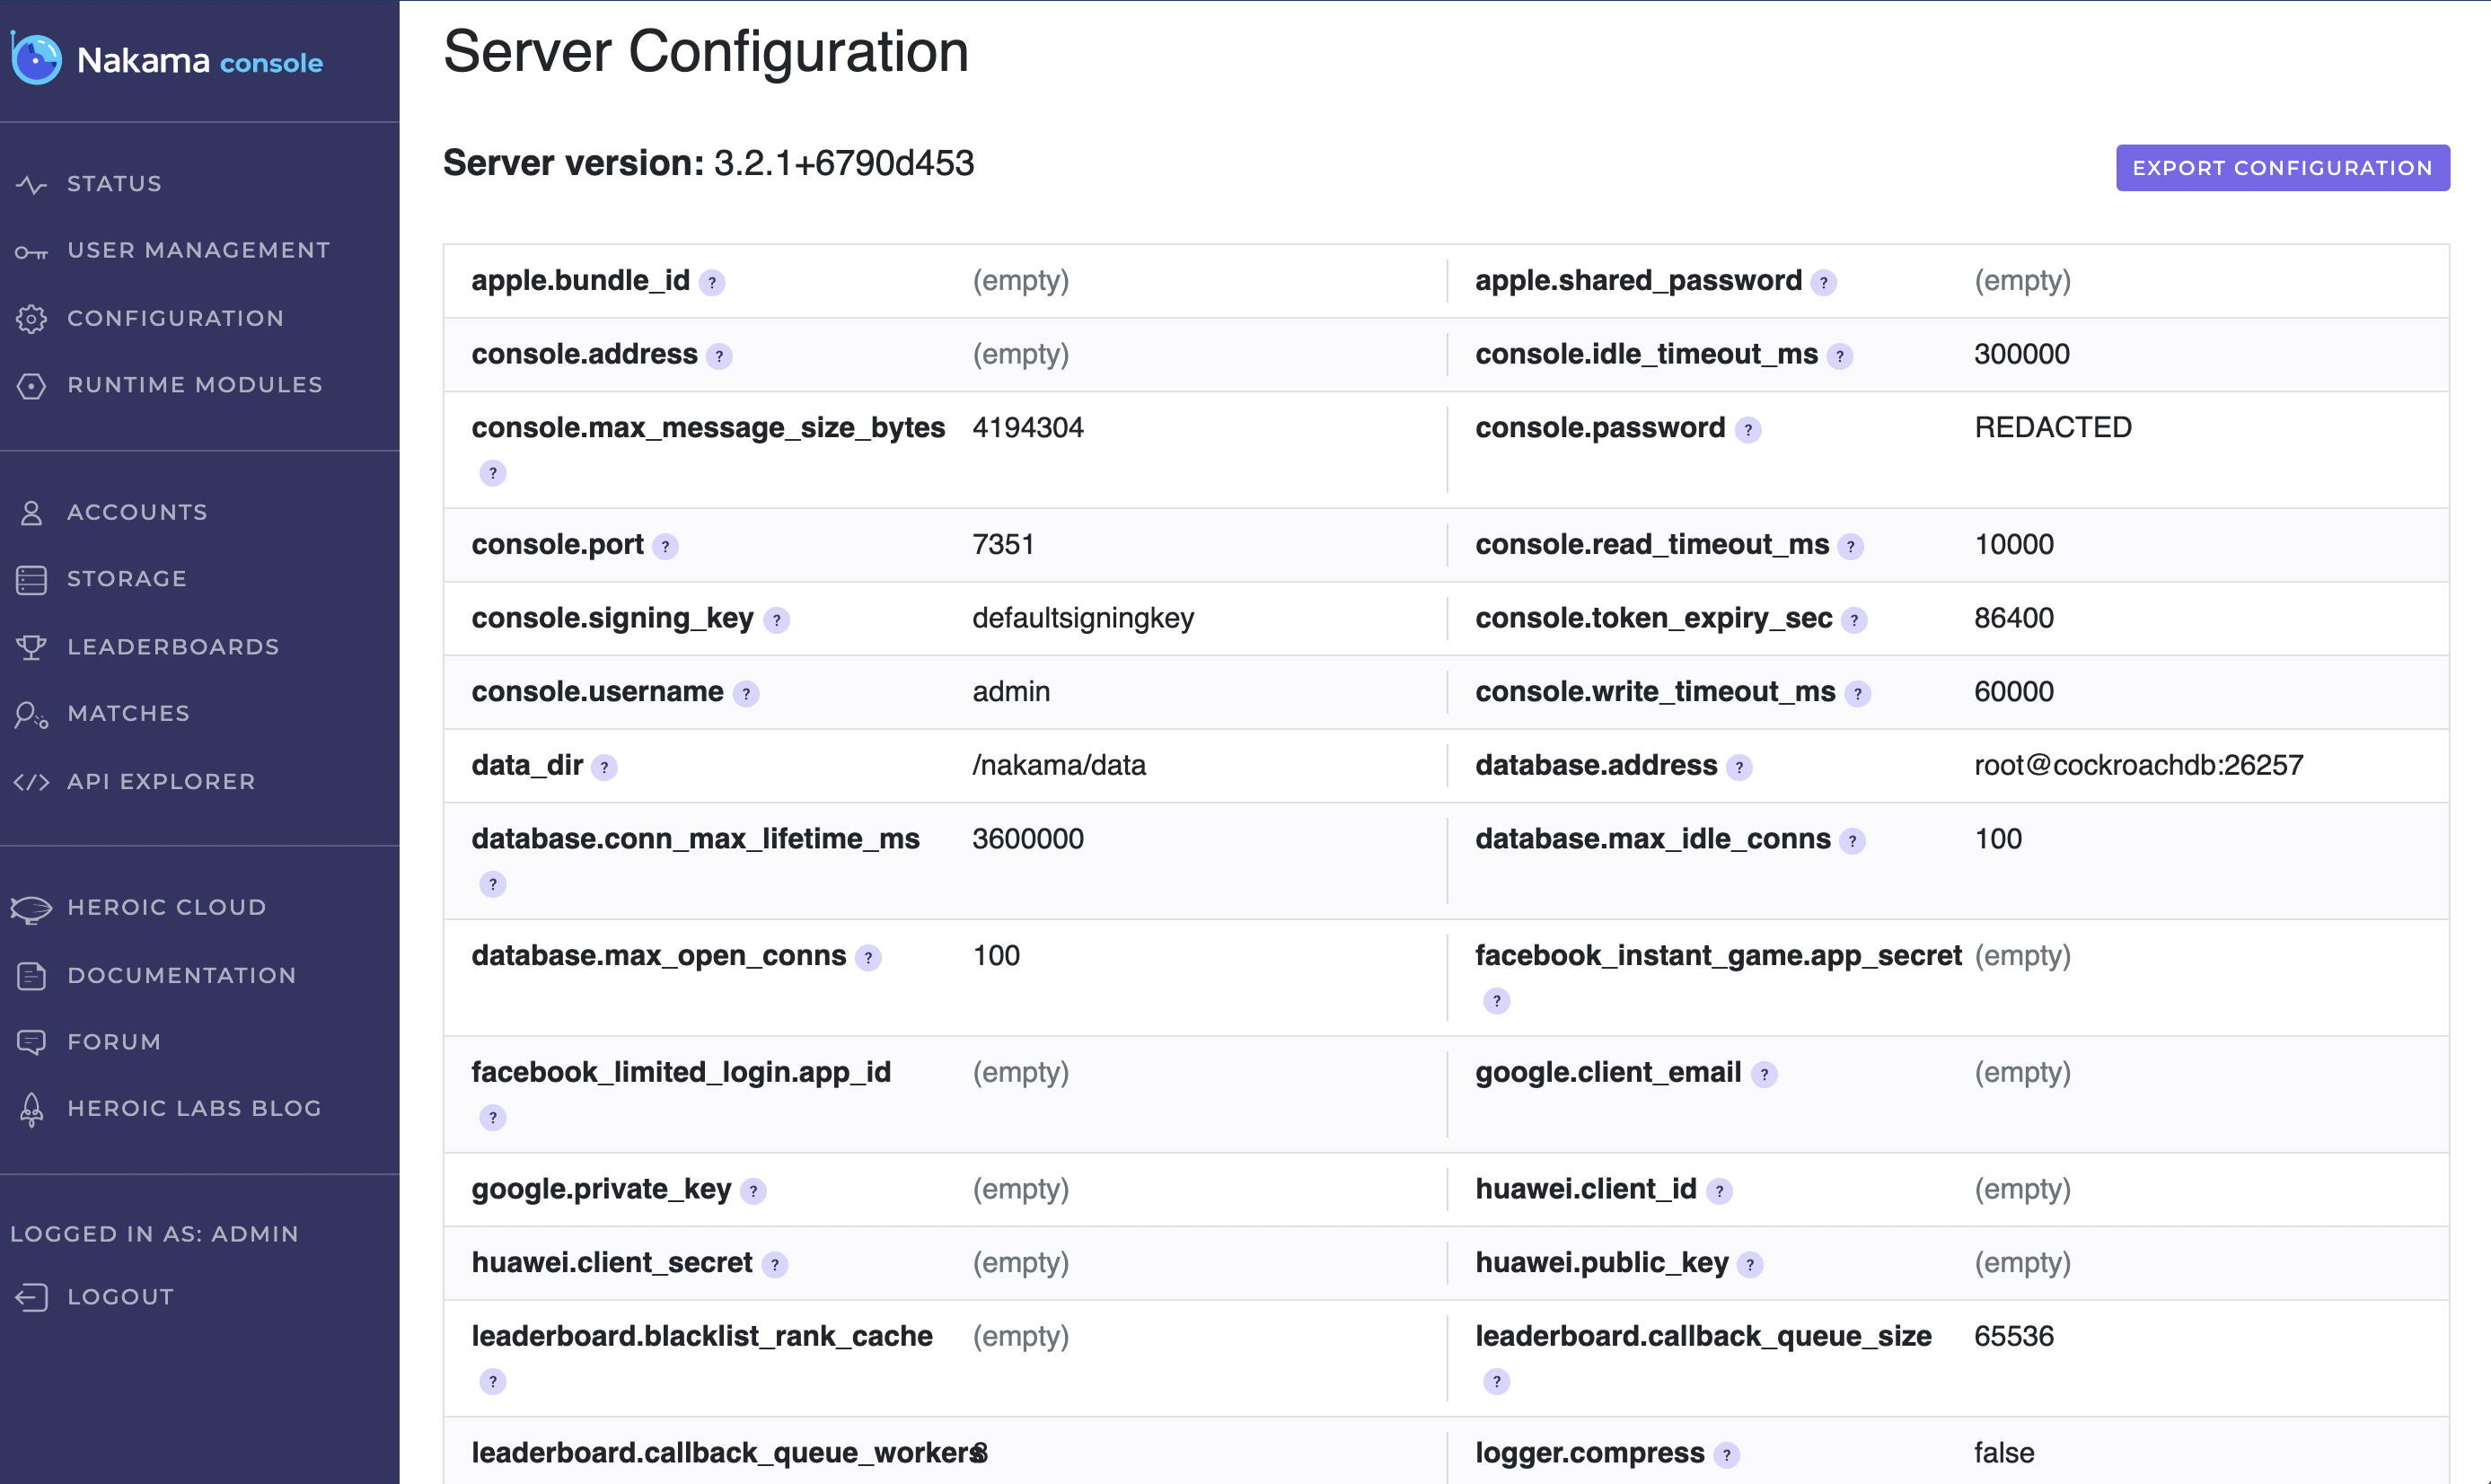 Nakama console
STATUS
USER MANAGEMENT
CONFIGURATION
RUNTIME MODULES
ACCOUNTS
STORAGE
LEADERBOARDS
MATCHES
API EXPLORER
HEROIC CLOUD
DOCUMENTATION
FORUM
HEROIC LABS BLOG
LOGGED IN AS: ADMIN
LOGOUT
Server Configuration
Server version: 3.2.1+6790d453
EXPORT CONFIGURATION
apple.bundle_id ? (empty) apple.shared_password ? (empty)
console.address ? (empty) console.idle_timeout_ms ? 300000
console.max_message_size_bytes 4194304 console.password ? REDACTED
?
console.port ? 7351 console.read_timeout_ms ? 10000
console.signing_key ? defaultsigningkey console.token_expiry_sec ? 86400
console.username ? admin console.write_timeout_ms ? 60000
data_dir ? /nakama/data database.address ? root@cockroachdb:26257
database.conn_max_lifetime_ms 3600000 database.max_idle_conns ? 100
?
database.max_open_conns ? 100 facebook_instant_game.app_secret (empty)
?
facebook_limited_login.app_id (empty) google.client_email ? (empty)
?
google.private_key ? (empty) huawei.client_id ? (empty)
huawei.client_secret ? (empty) huawei.public_key ? (empty)
leaderboard.blacklist_rank_cache (empty) leaderboard.callback_queue_size 65536
? ?
leaderboard.callback_queue_workers 8 logger.compress ? false